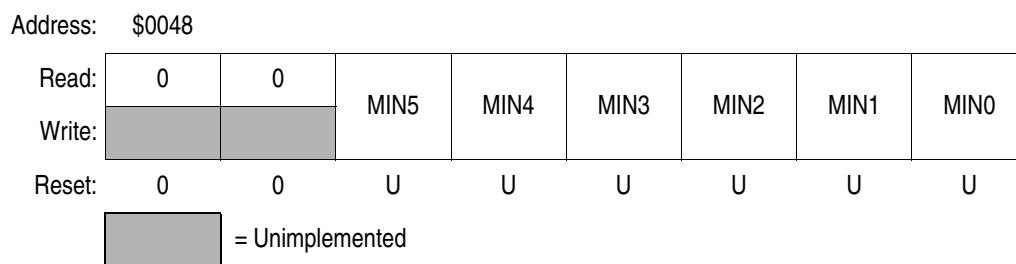 Address: $0048
Read: 0 0 MIN5 MIN4 MIN3 MIN2 MIN1 MIN0
Write:
Reset: 0 0 U U U U U U
= Unimplemented